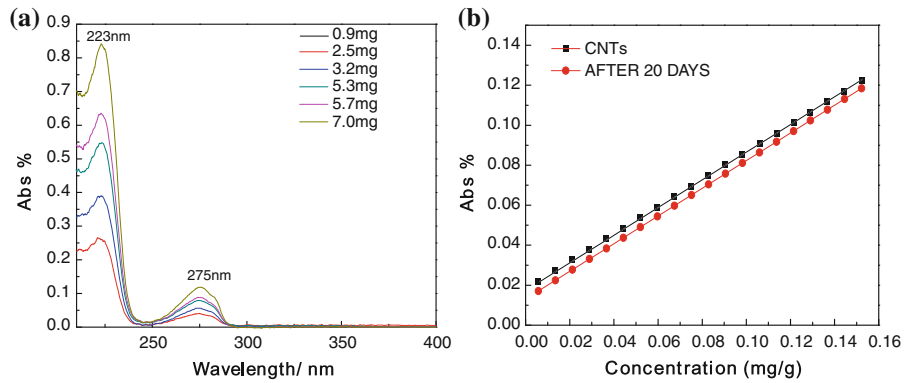 (a)
223nm
275nm
0.9mg
2.5mg
3.2mg
5.3mg
5.7mg
7.0mg
0.9
0.8
0.7
0.6
0.5
0.4
0.3
0.2
0.1
0.0
Abs %
250
300
350
400
Wavelength/ nm
(b)
CNTs
AFTER 20 DAYS
0.14
0.12
0.10
0.08
0.06
0.04
0.02
0.00
Abs %
0.00 0.02 0.04 0.06 0.08 0.10 0.12 0.14 0.16
Concentration (mg/g)